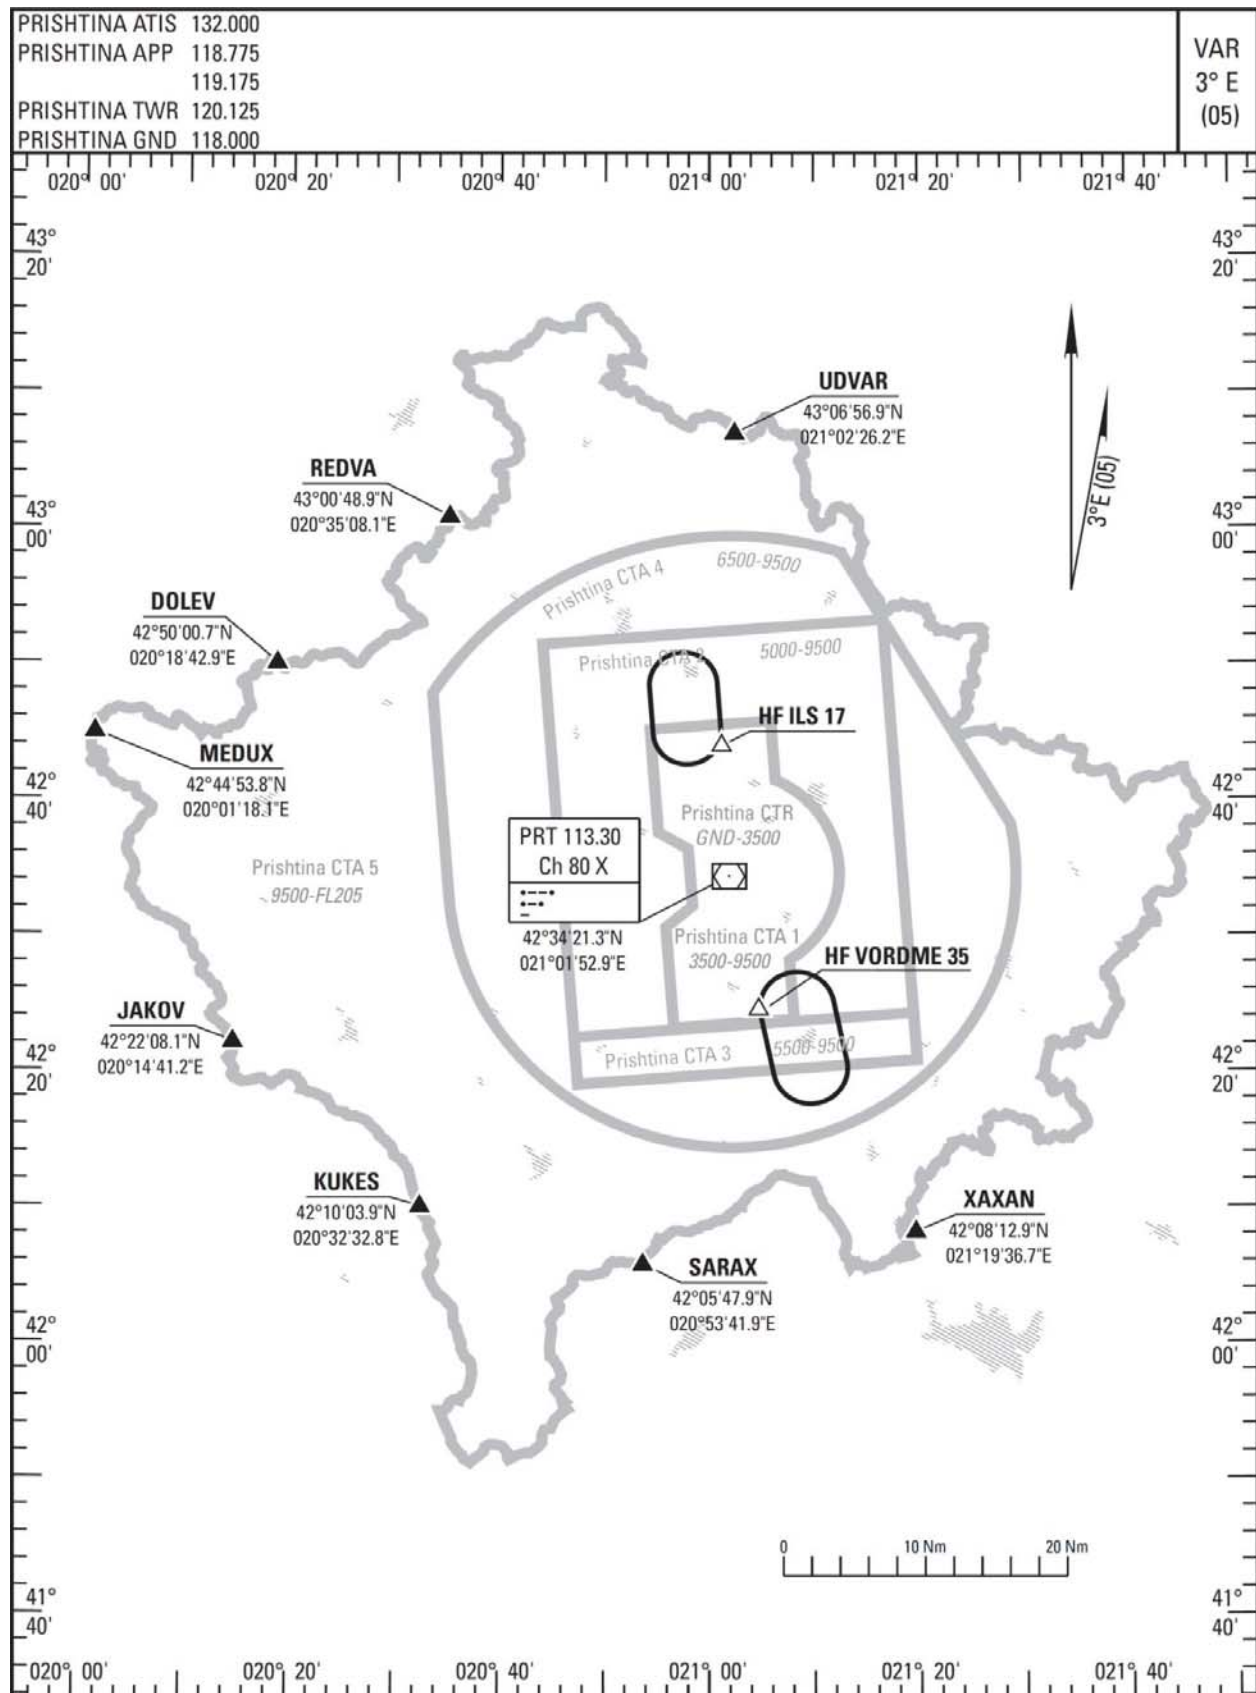 PRISHTINA ATIS 132.000
PRISHTINA APP 118.775
119.175
PRISHTINA TWR 120.125
PRISHTINA GND 118.000
VAR
3° E
(05)
020° 00' 020° 20' 020° 40' 021° 00' 021° 20' 021° 40'
43°
20'
43°
20'
UDVAR
43°06'56.9"N
021°02'26.2"E
3°E (05)
REDVA
43°00'48.9"N
020°35'08.1"E
43°
00'
43°
00'
Prishtina CTA 4 6500-9500
DOLEV
42°50'00.7"N
020°18'42.9"E
Prishtina CTA 2 5000-9500
HF ILS 17
MEDUX
42°44'53.8"N
020°01'18.1"E
42°
40'
42°
40'
Prishtina CTR
GND-3500
PRT 113.30
Ch 80 X
42°34'21.3"N
021°01'52.9"E
Prishtina CTA 5
9500-FL205
Prishtina CTA 1
3500-9500
HF VORDME 35
JAKOV
42°22'08.1"N
020°14'41.2"E
Prishtina CTA 3 5500-9500
42°
20'
42°
20'
KUKES
42°10'03.9"N
020°32'32.8"E
XAXAN
42°08'12.9"N
021°19'36.7"E
SARAX
42°05'47.9"N
020°53'41.9"E
42°
00'
42°
00'
0 10 Nm 20 Nm
41°
40'
41°
40'
020° 00' 020° 20' 020° 40' 021° 00' 021° 20' 021° 40'